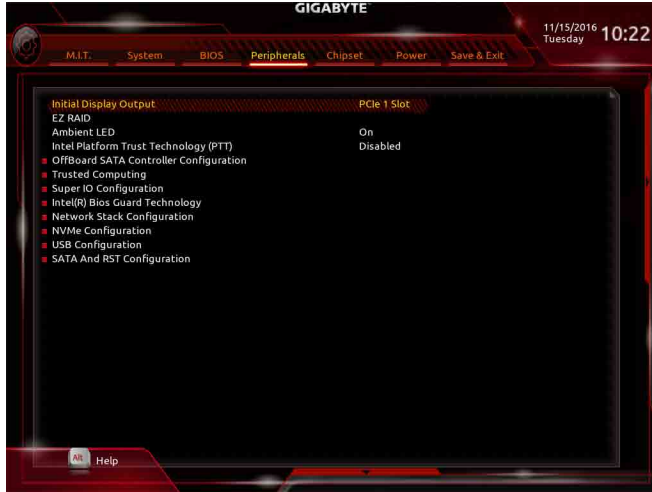 GIGABYTE
11/15/2016 10:22
Tuesday
M.I.T. System BIOS Peripherals Chipset Power Save & Exit
Initial Display Output PCIe 1 Slot
EZ RAID
Ambient LED On
Intel Platform Trust Technology (PTT) Disabled
OffBoard SATA Controller Configuration
Trusted Computing
Super IO Configuration
Intel(R) Bios Guard Technology
Network Stack Configuration
NVMe Configuration
USB Configuration
SATA And RST Configuration
Alt Help